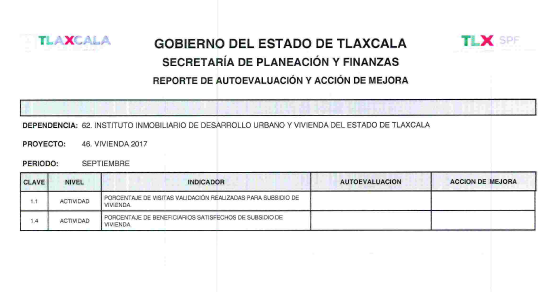 TLAXCALA
GOBIERNO DEL ESTADO DE TLAXCALA
TLX SPF
SECRETARÍA DE PLANEACIÓN Y FINANZAS
REPORTE DE AUTOEVALUACIÓN Y ACCIÓN DE MEJORA
DEPENDENCIA: 62. INSTITUTO INMOBILIARIO DE DESARROLLO URBANO Y VIVIENDA DEL ESTADO DE TLAXCALA
PROYECTO: 46. VIVIENDA 2017
PERIODO: SEPTIEMBRE
CLAVE NIVEL INDICADOR AUTOEVALUACION ACCION DE MEJORA
1.1 ACTIVIDAD PORCENTAJE DE VISITAS VALIDACIÓN REALIZADAS PARA SUBSIDIO DE
VIVIENDA
1.4 ACTIVIDAD PORCENTAJE DE BENEFICIARIOS SATISFECHOS DE SUBSIDIO DE
VIVIENDA